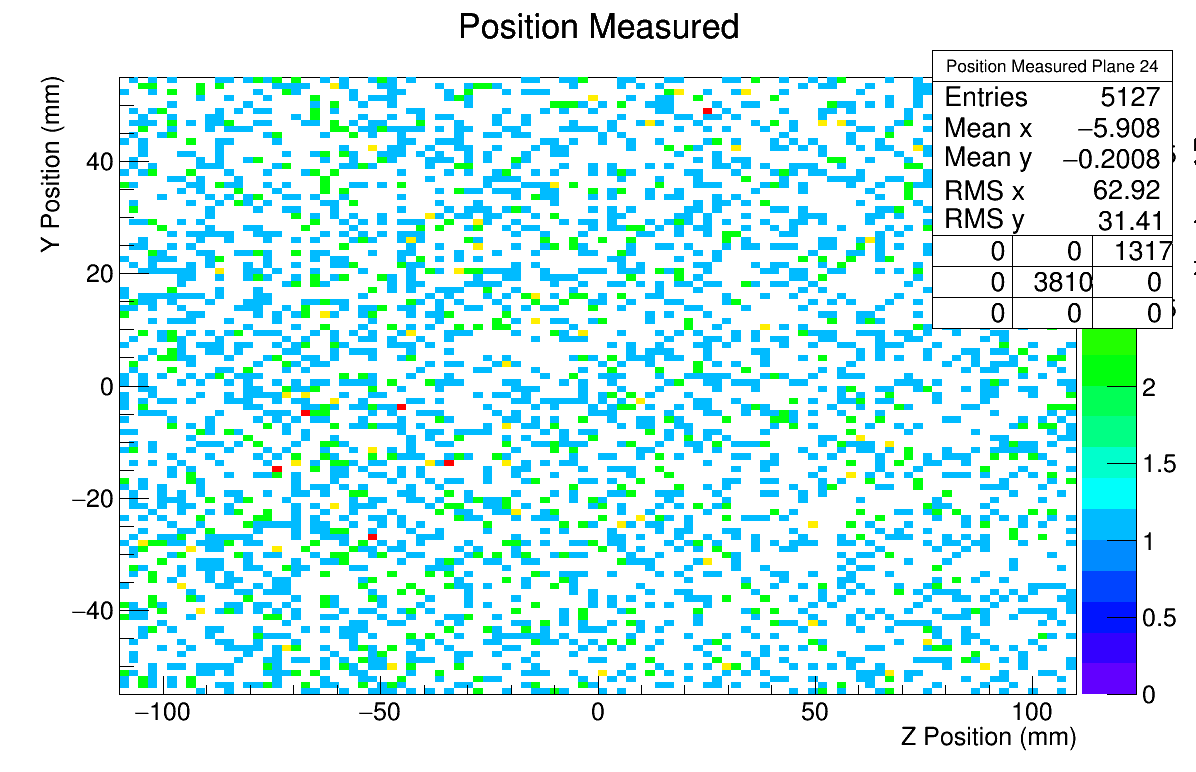 Position Measured
Y Position (mm)
Position Measured Plane 24
Entries 5127
Mean x −5.908
Mean y −0.2008
RMS x 62.92
RMS y 31.41
0 0 1317
0 3810 0
0 0 0
40
20
0
−20
−40
2
1.5
1
0.5
0
−100 −50 0 50 100
Z Position (mm)